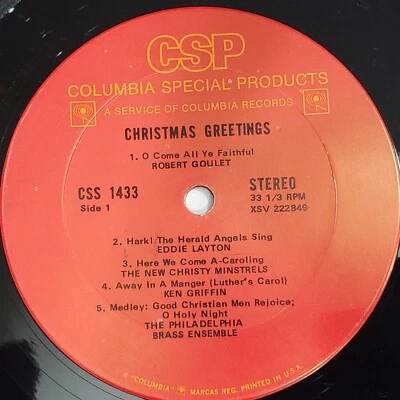 CSP
COLUMBIA SPECIAL PRODUCTS
A SERVICE OF COLUMBIA RECORDS
CHRISTMAS GREETINGS
1. O Come All Ye Faithful
ROBERT GOULET
CSS 1433
Side 1
STEREO
33 1/3 RPM
XSV 222849
2. Hark! The Herald Angels Sing
EDDIE LAYTON
3. Here We Come A-Caroling
THE NEW CHRISTY MINSTRELS
4. Away In A Manger (Luther's Carol)
KEN GRIFFIN
5. Medley: Good Christian Men Rejoice;
O Holy Night
THE PHILADELPHIA
BRASS ENSEMBLE
® "COLUMBIA" MARCAS REG. PRINTED IN U.S.A.